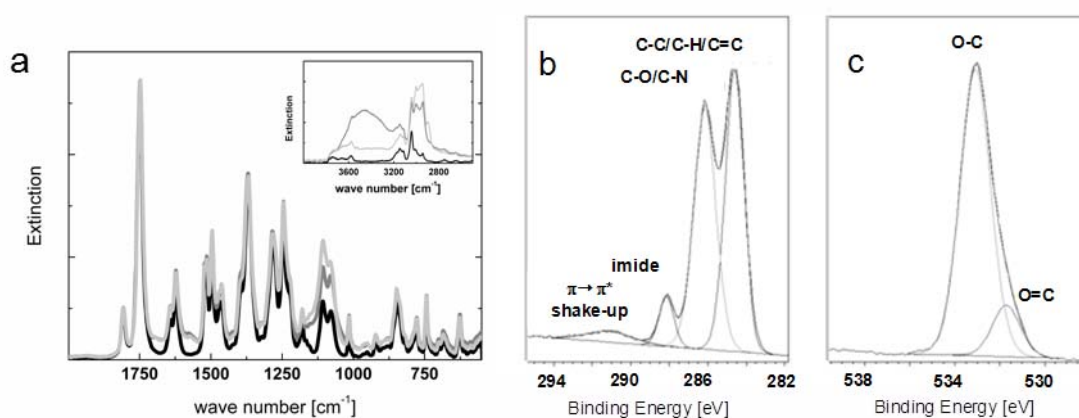 a
Extinction
1750 1500 1250 1000 750
wave number [cm⁻¹]
Extinction
3600 3200 2800
wave number [cm⁻¹]
b
C-C/C-H/C=C
C-O/C-N
imide
π→π*
shake-up
294 290 286 282
Binding Energy [eV]
c
O-C
O=C
538 534 530
Binding Energy [eV]